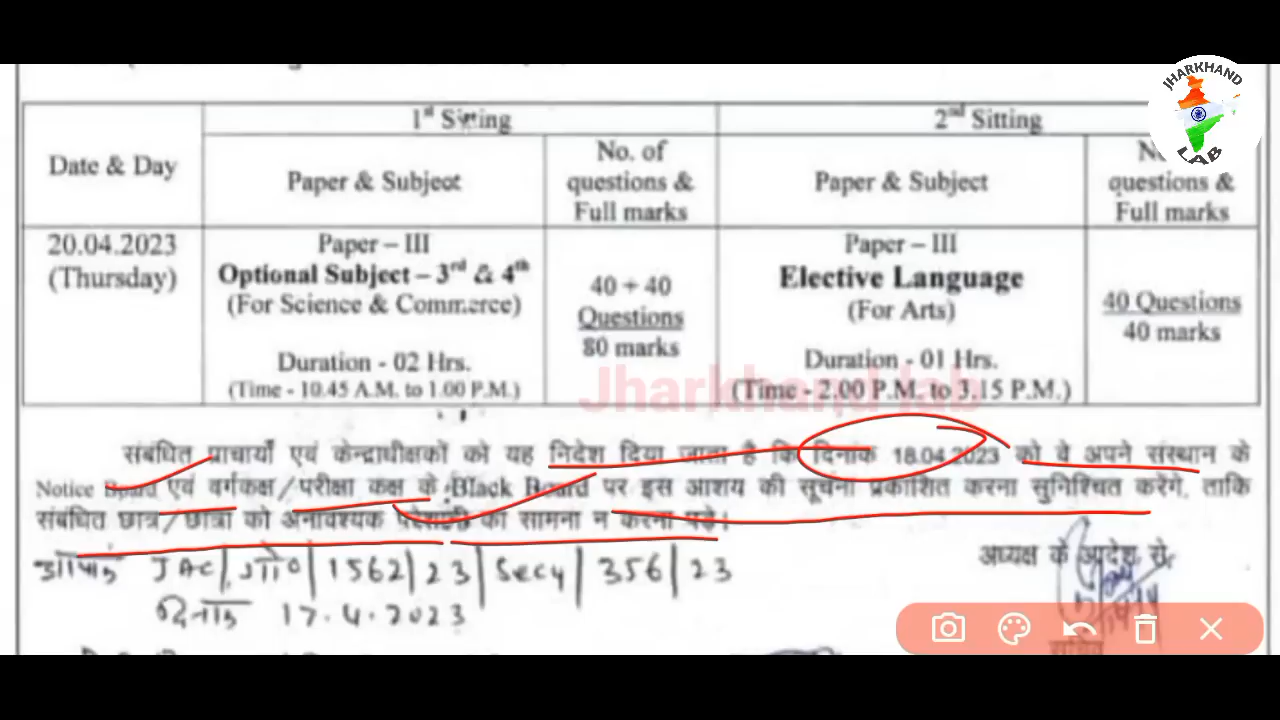 JHARKHAND
LAB
1st Sitting
2nd Sitting
Date & Day
Paper & Subject
No. of
questions &
Full marks
Paper & Subject
questions &
Full marks
20.04.2023
(Thursday)
Paper – III
Optional Subject – 3rd & 4th
(For Science & Commerce)
Duration - 02 Hrs.
(Time - 10.45 A.M. to 1.00 P.M.)
40 + 40
Questions
80 marks
Paper – III
Elective Language
(For Arts)
Duration - 01 Hrs.
(Time - 2.00 P.M. to 3.15 P.M.)
40 Questions
40 marks
Jharkhand lab
संबंधित प्राचार्यो एवं केन्द्राधीक्षकों को यह निदेश दिया जाता है कि दिनांक 18.04.2023 को वे अपने संस्थान के
Notice Board एवं वर्गकक्ष/परीक्षा कक्ष के Black Board पर इस आशय की सूचना प्रकाशित करना सुनिश्चित करेंगे, ताकि
संबंधित छात्र/छात्रा को अनावश्यक परेशानी का सामना न करना पड़े।
अध्यक्ष के आदेश से,
ज्ञापांक JAC/गो०/1562/23/Secy/356/23
दिनांक 17.4.2023
सचिव